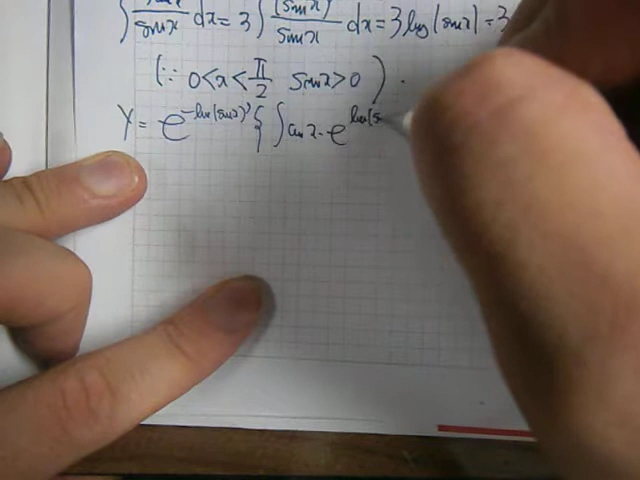 ∫ / sin x dx = 3 ∫ (sin x)' / sin x dx = 3 log |sin x| = 3
(∵ 0<x<π/2 sin x>0).
Y = e^{-ln(sin x)^3} { ∫ cos x · e^{ln(s